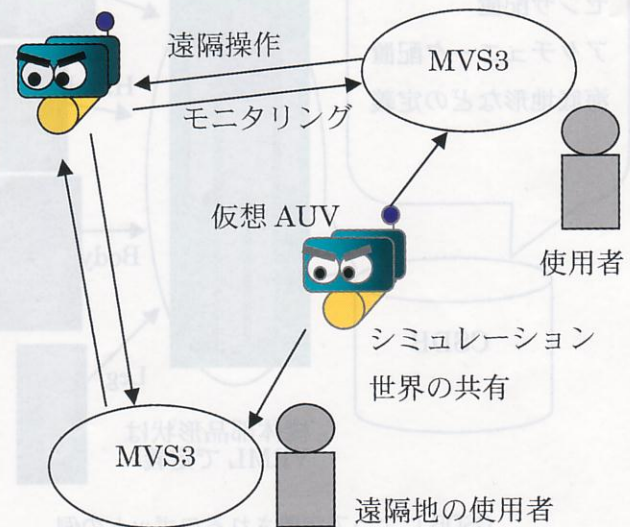 遠隔操作
MVS3
モニタリング
仮想 AUV
使用者
シミュレーション
世界の共有
MVS3
遠隔地の使用者